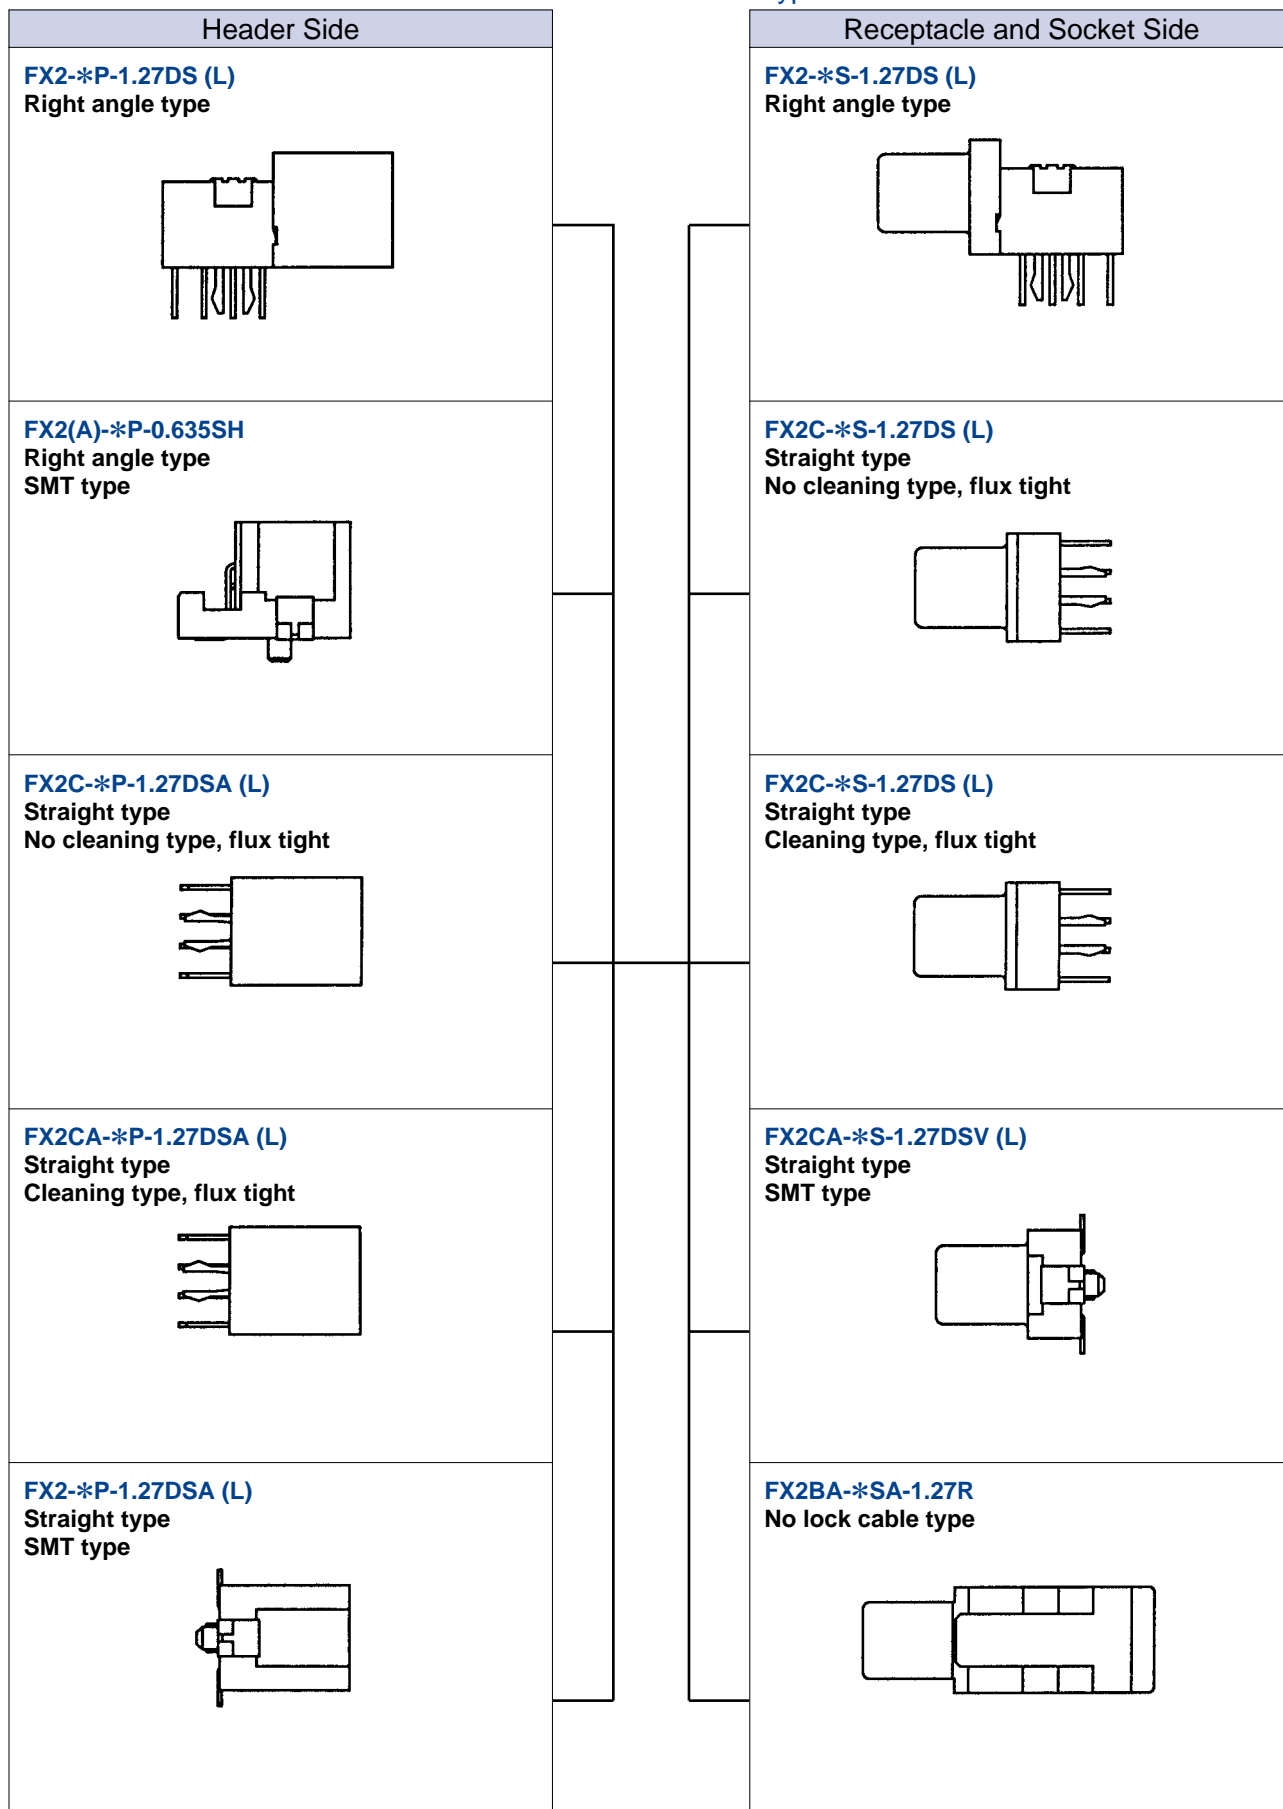 Header Side
FX2-*P-1.27DS (L)
Right angle type
FX2(A)-*P-0.635SH
Right angle type
SMT type
FX2C-*P-1.27DSA (L)
Straight type
No cleaning type, flux tight
FX2CA-*P-1.27DSA (L)
Straight type
Cleaning type, flux tight
FX2-*P-1.27DSA (L)
Straight type
SMT type
Receptacle and Socket Side
FX2-*S-1.27DS (L)
Right angle type
FX2C-*S-1.27DS (L)
Straight type
No cleaning type, flux tight
FX2C-*S-1.27DS (L)
Straight type
Cleaning type, flux tight
FX2CA-*S-1.27DSV (L)
Straight type
SMT type
FX2BA-*SA-1.27R
No lock cable type